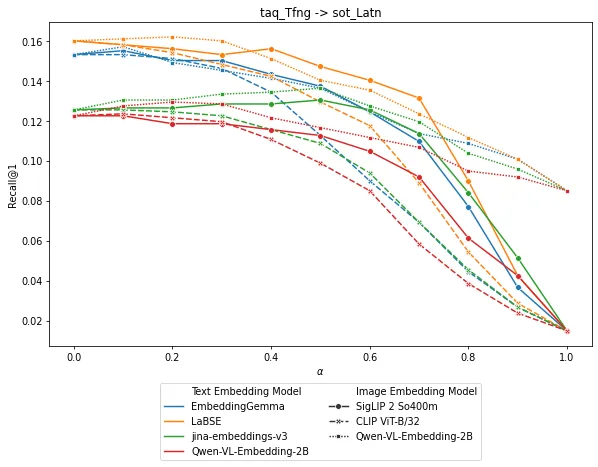 taq_Tfng -> sot_Latn
Recall@1
0.16
0.14
0.12
0.10
0.08
0.06
0.04
0.02
0.0 0.2 0.4 0.6 0.8 1.0
α
Text Embedding Model
EmbeddingGemma
LaBSE
jina-embeddings-v3
Qwen-VL-Embedding-2B
Image Embedding Model
SigLIP 2 So400m
CLIP ViT-B/32
Qwen-VL-Embedding-2B